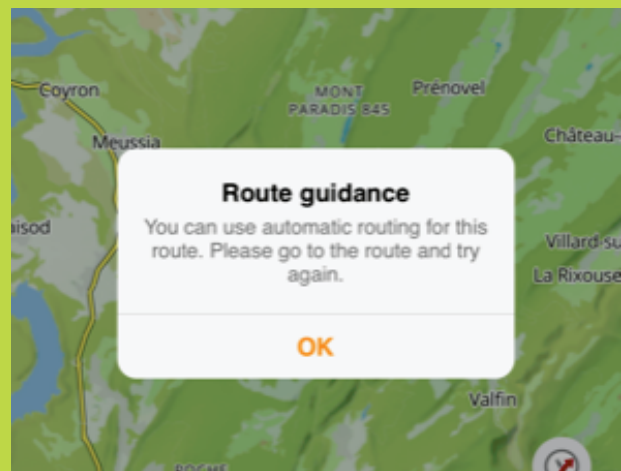 Coyron
MONT
PARADIS 845
Prénovel
Meussia
Château-
Route guidance
You can use automatic routing for this
route. Please go to the route and try
again.
OK
Villard-su
La Rixouse
Valfin